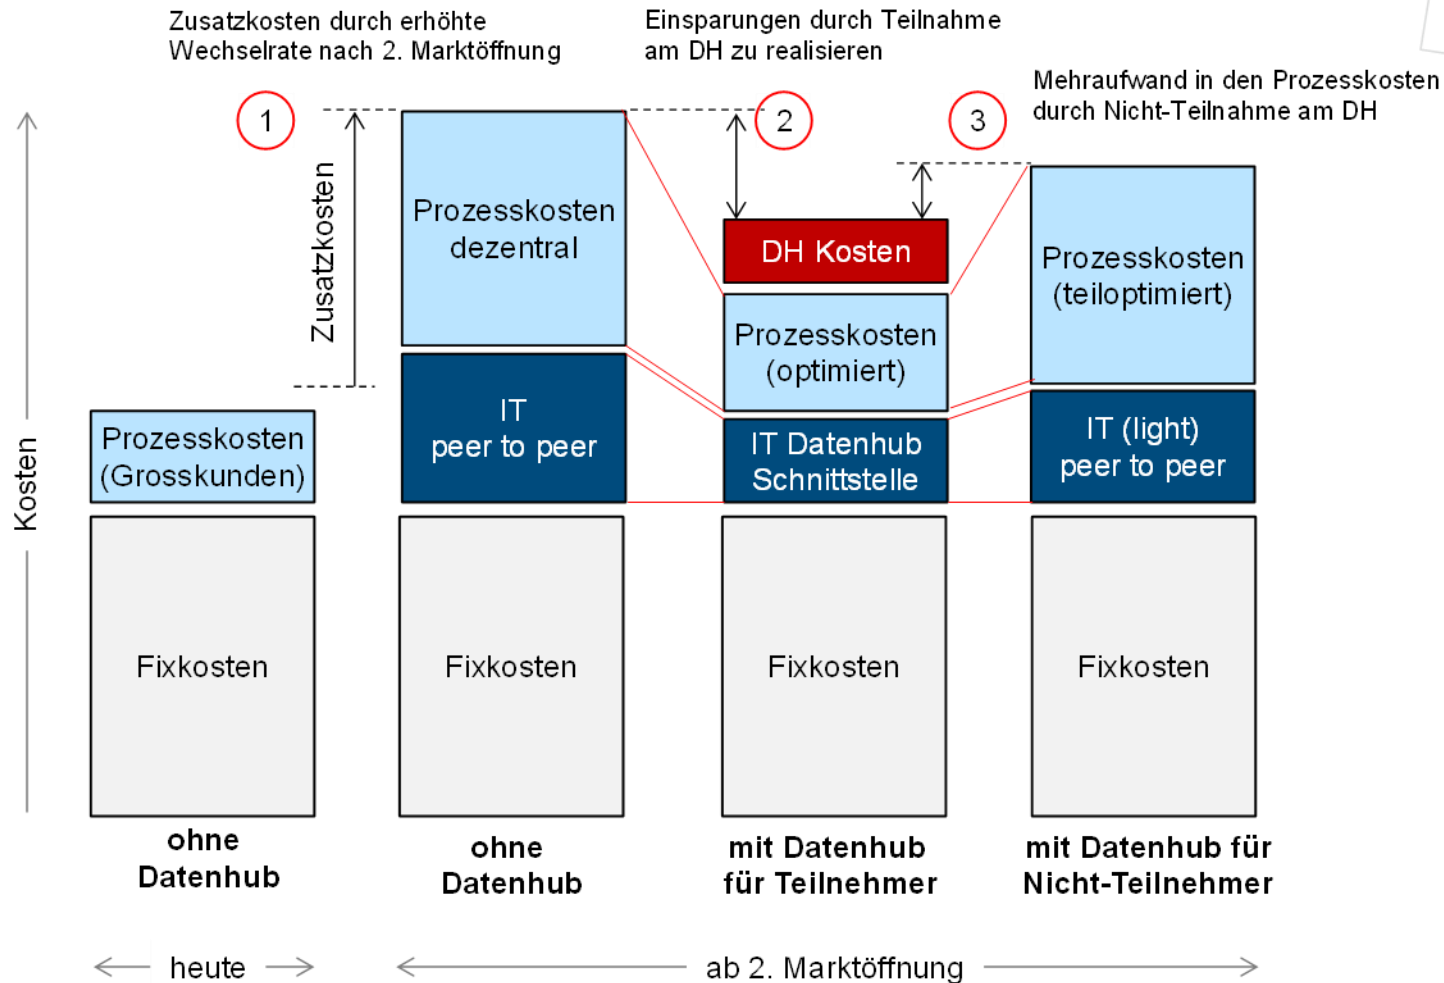 Zusatzkosten durch erhöhte
Wechselrate nach 2. Marktöffnung
Einsparungen durch Teilnahme
am DH zu realisieren
Mehraufwand in den Prozesskosten
durch Nicht-Teilnahme am DH
1
2
3
Kosten
Zusatzkosten
Prozesskosten
(Grosskunden)
Fixkosten
Prozesskosten
dezentral
IT
peer to peer
Fixkosten
DH Kosten
Prozesskosten
(optimiert)
IT Datenhub
Schnittstelle
Fixkosten
Prozesskosten
(teiloptimiert)
IT (light)
peer to peer
Fixkosten
ohne
Datenhub
ohne
Datenhub
mit Datenhub
für Teilnehmer
mit Datenhub für
Nicht-Teilnehmer
heute
ab 2. Marktöffnung